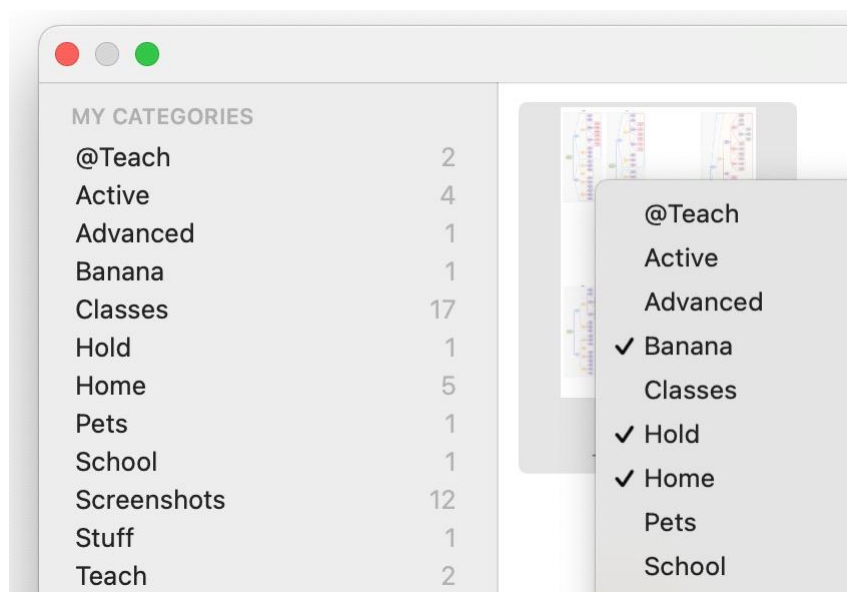 MY CATEGORIES
@Teach 2
Active 4
Advanced 1
Banana 1
Classes 17
Hold 1
Home 5
Pets 1
School 1
Screenshots 12
Stuff 1
Teach 2
@Teach
Active
Advanced
✓ Banana
Classes
✓ Hold
✓ Home
Pets
School